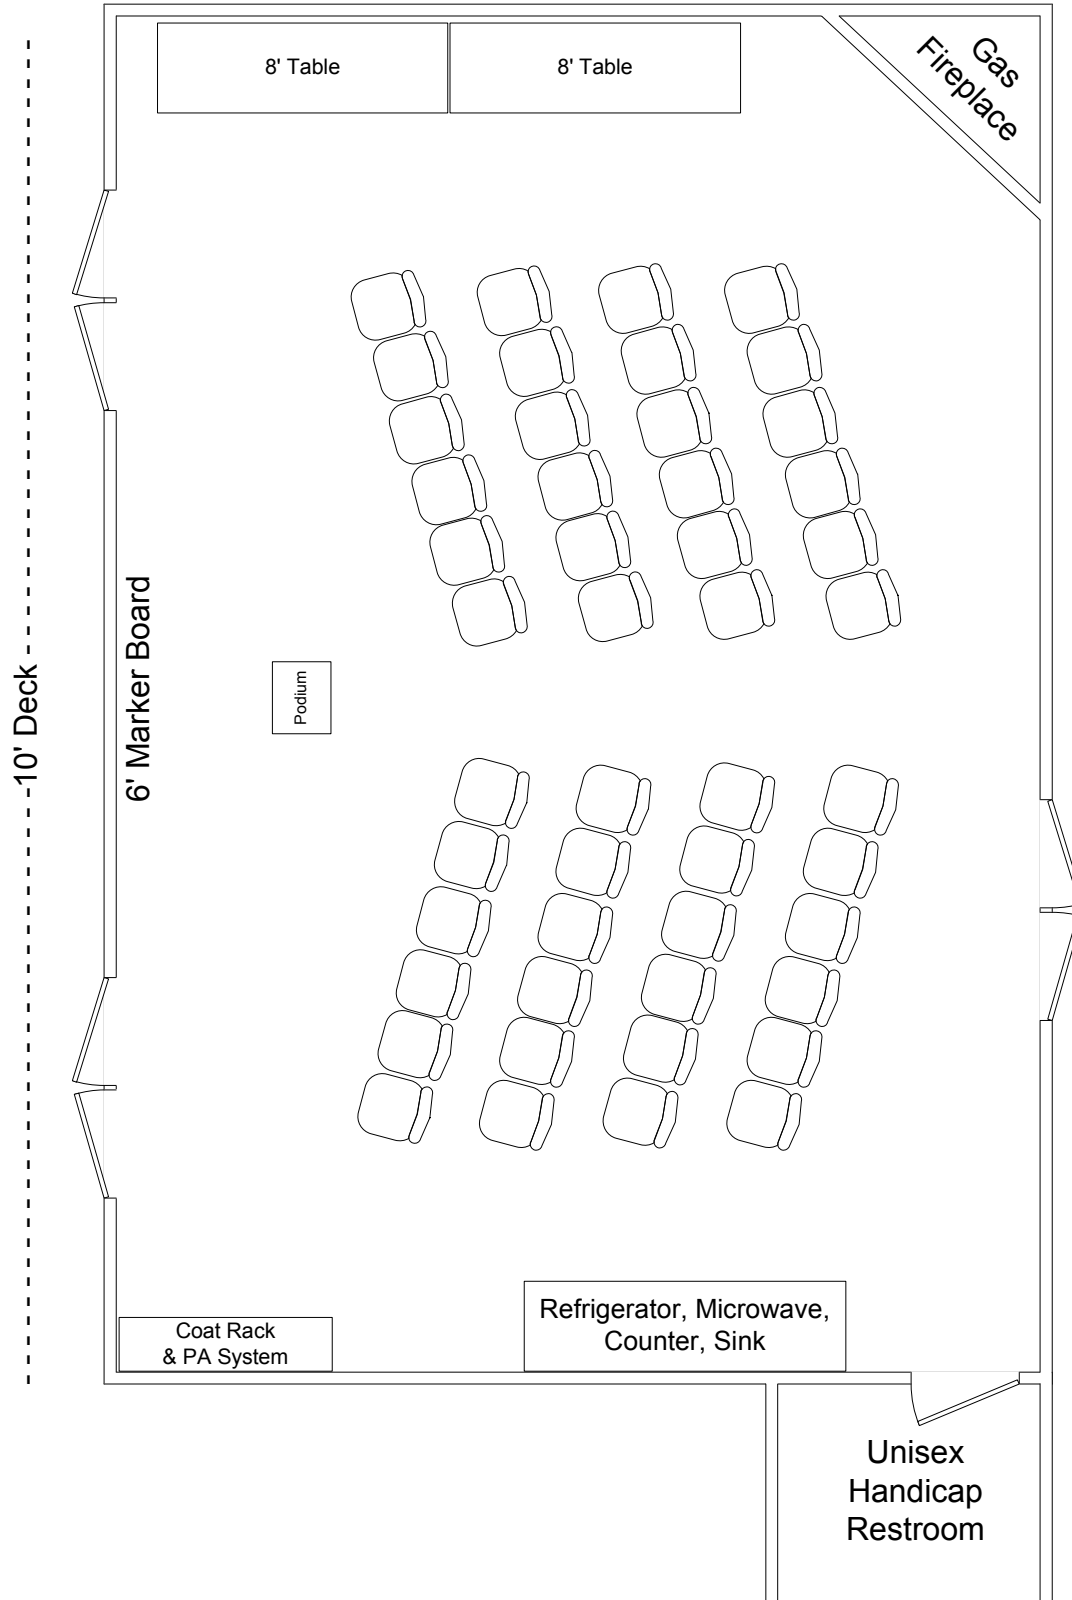 8' Table
8' Table
Gas
Fireplace
10' Deck
6' Marker Board
Podium
Coat Rack
& PA System
Refrigerator, Microwave,
Counter, Sink
Unisex
Handicap
Restroom